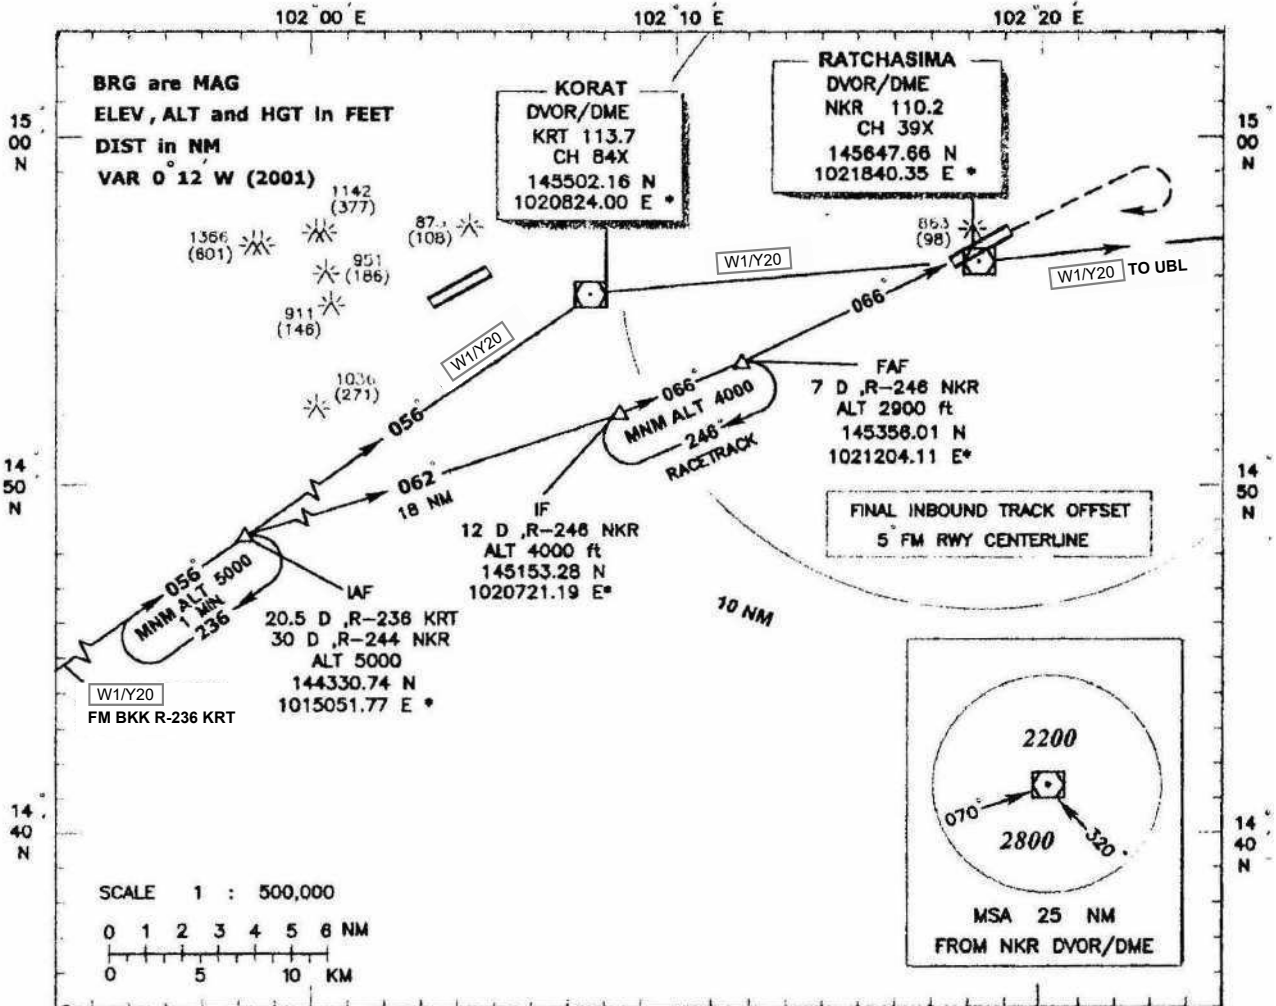 102°00'E
102°10'E
102°20'E
BRG are MAG
ELEV, ALT and HGT in FEET
DIST in NM
VAR 0°12'W (2001)
15°
00'
N
KORAT
DVOR/DME
KRT 113.7
CH 84X
145502.16 N
1020824.00 E *
RATCHASIMA
DVOR/DME
NKR 110.2
CH 39X
145647.66 N
1021840.35 E *
15°
00'
N
1142
(377)
1366
(601)
951
(186)
911
(146)
(108)
863
(98)
1036
(271)
W1/Y20
W1/Y20
W1/Y20 TO UBL
066°
056°
066°
MNM ALT 4000
246°
RACETRACK
FAF
7 D ,R-246 NKR
ALT 2900 ft
145356.01 N
1021204.11 E*
14°
50'
N
062°
18 NM
IF
12 D ,R-246 NKR
ALT 4000 ft
145153.28 N
1020721.19 E*
FINAL INBOUND TRACK OFFSET
5° FM RWY CENTERLINE
14°
50'
N
056°
MNM ALT 5000
1 MIN
236
IAF
20.5 D ,R-236 KRT
30 D ,R-244 NKR
ALT 5000
144330.74 N
1015051.77 E *
10 NM
W1/Y20
FM BKK R-236 KRT
14°
40'
N
2200
070°
2800
320°
MSA 25 NM
FROM NKR DVOR/DME
14°
40'
N
SCALE 1 : 500,000
0 1 2 3 4 5 6 NM
0 5 10 KM